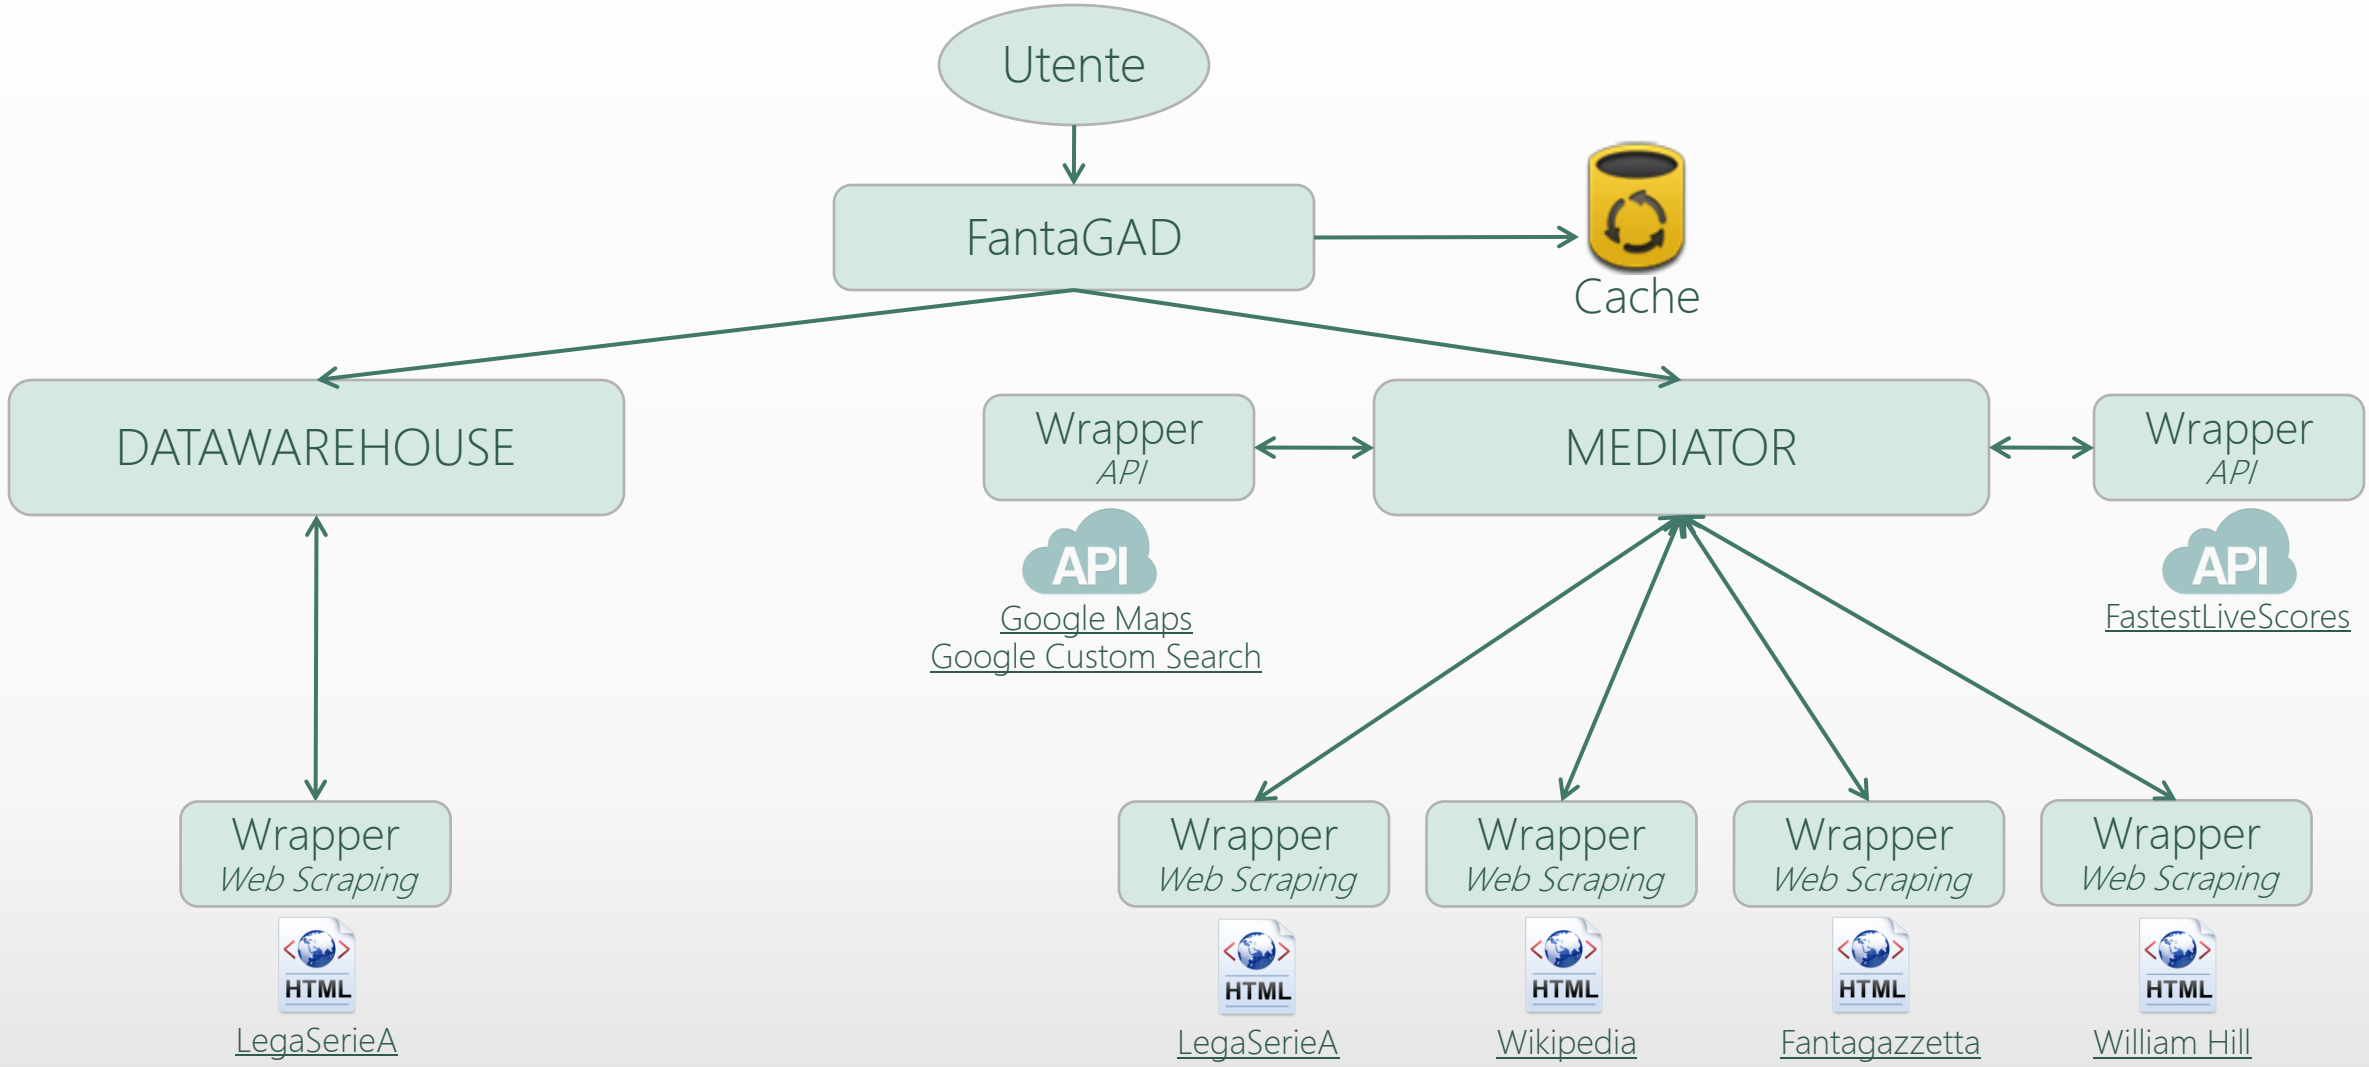 Utente
FantaGAD
Cache
DATAWAREHOUSE
Wrapper
API
MEDIATOR
Wrapper
API
API
Google Maps
Google Custom Search
API
FastestLiveScores
Wrapper
Web Scraping
HTML
LegaSerieA
Wrapper
Web Scraping
HTML
LegaSerieA
Wrapper
Web Scraping
HTML
Wikipedia
Wrapper
Web Scraping
HTML
Fantagazzetta
Wrapper
Web Scraping
HTML
William Hill